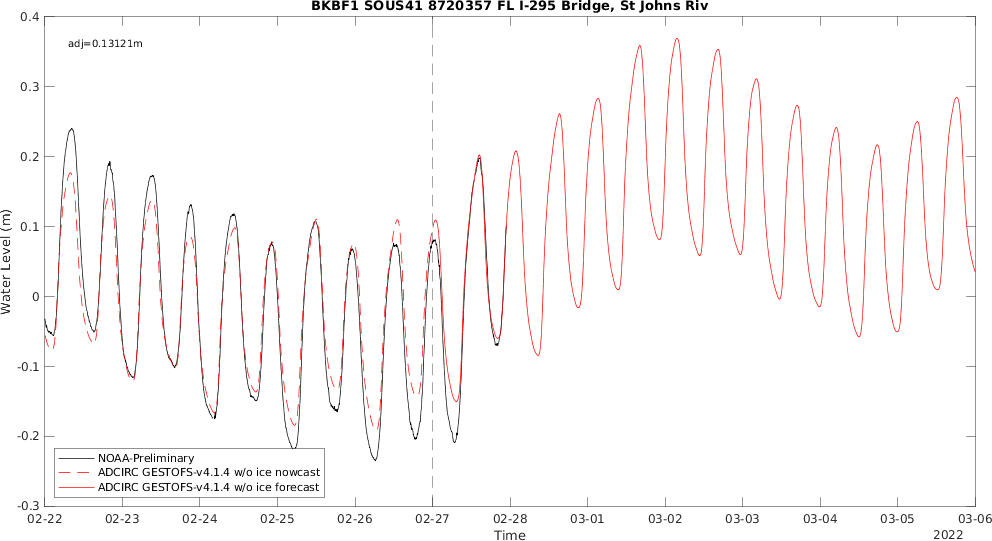 BKBF1 SOUS41 8720357 FL I-295 Bridge, St Johns Riv
adj=0.13121m
0.4
0.3
0.2
0.1
0
-0.1
-0.2
-0.3
Water Level (m)
NOAA-Preliminary
ADCIRC GESTOFS-v4.1.4 w/o ice nowcast
ADCIRC GESTOFS-v4.1.4 w/o ice forecast
02-22 02-23 02-24 02-25 02-26 02-27 02-28 03-01 03-02 03-03 03-04 03-05 03-06
Time
2022